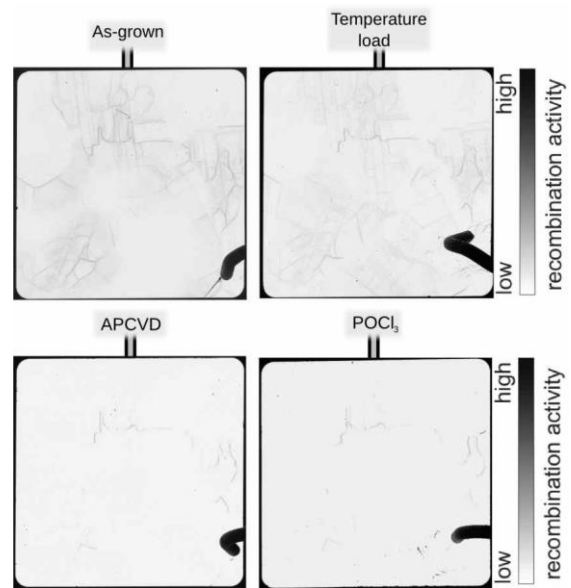 As-grown
Temperature
load
high
low
recombination activity
APCVD
POCl₃
high
low
recombination activity